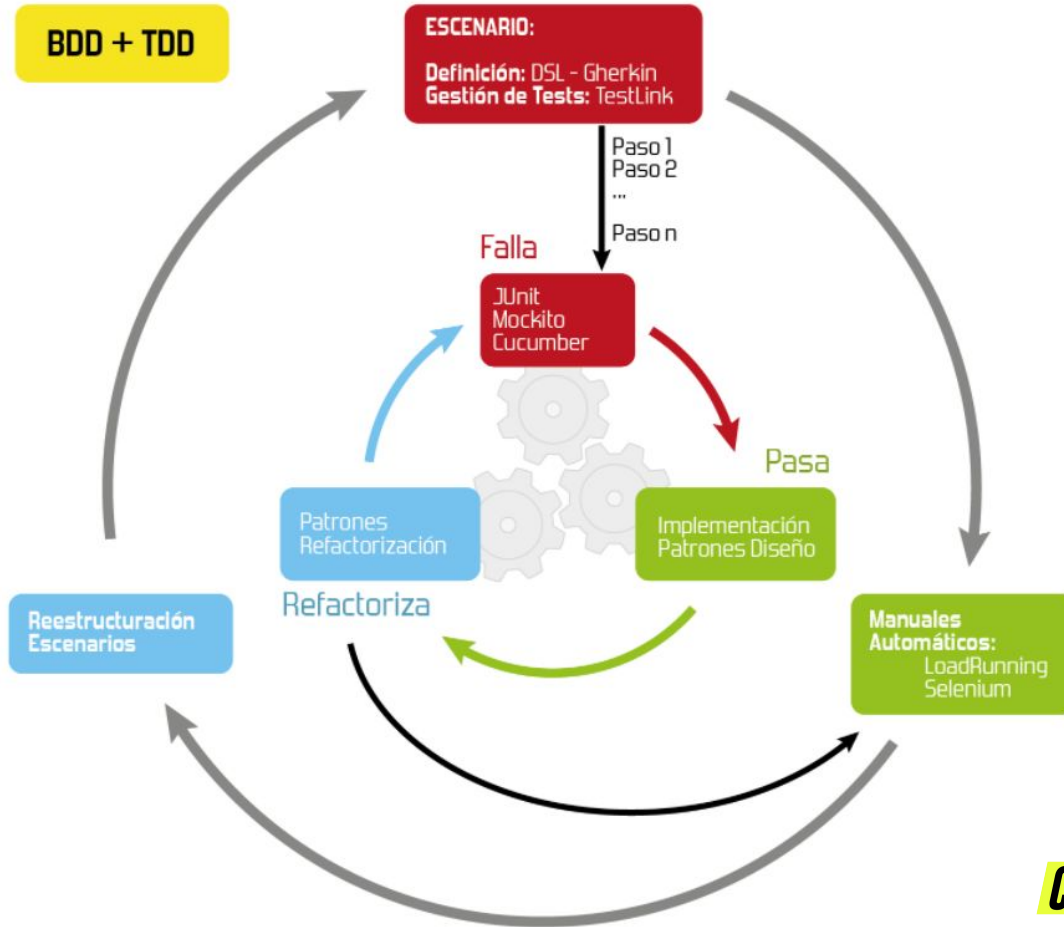 BDD + TDD
ESCENARIO:
Definición: DSL - Gherkin
Gestión de Tests: TestLink
Paso 1
Paso 2
...
Paso n
Falla
JUnit
Mockito
Cucumber
Pasa
Implementación
Patrones Diseño
Patrones
Refactorización
Refactoriza
Reestructuración
Escenarios
Manuales
Automáticos:
LoadRunning
Selenium